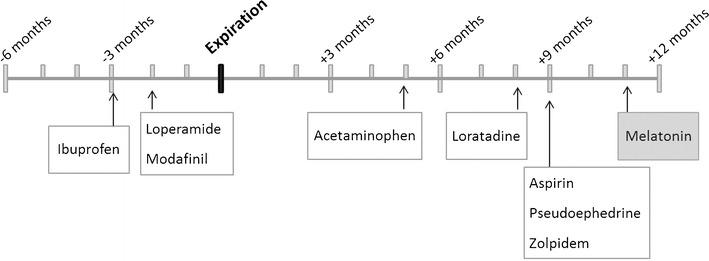 -6 months
-3 months
Expiration
+3 months
+6 months
+9 months
+12 months
Ibuprofen
Loperamide
Modafinil
Acetaminophen
Loratadine
Melatonin
Aspirin
Pseudoephedrine
Zolpidem